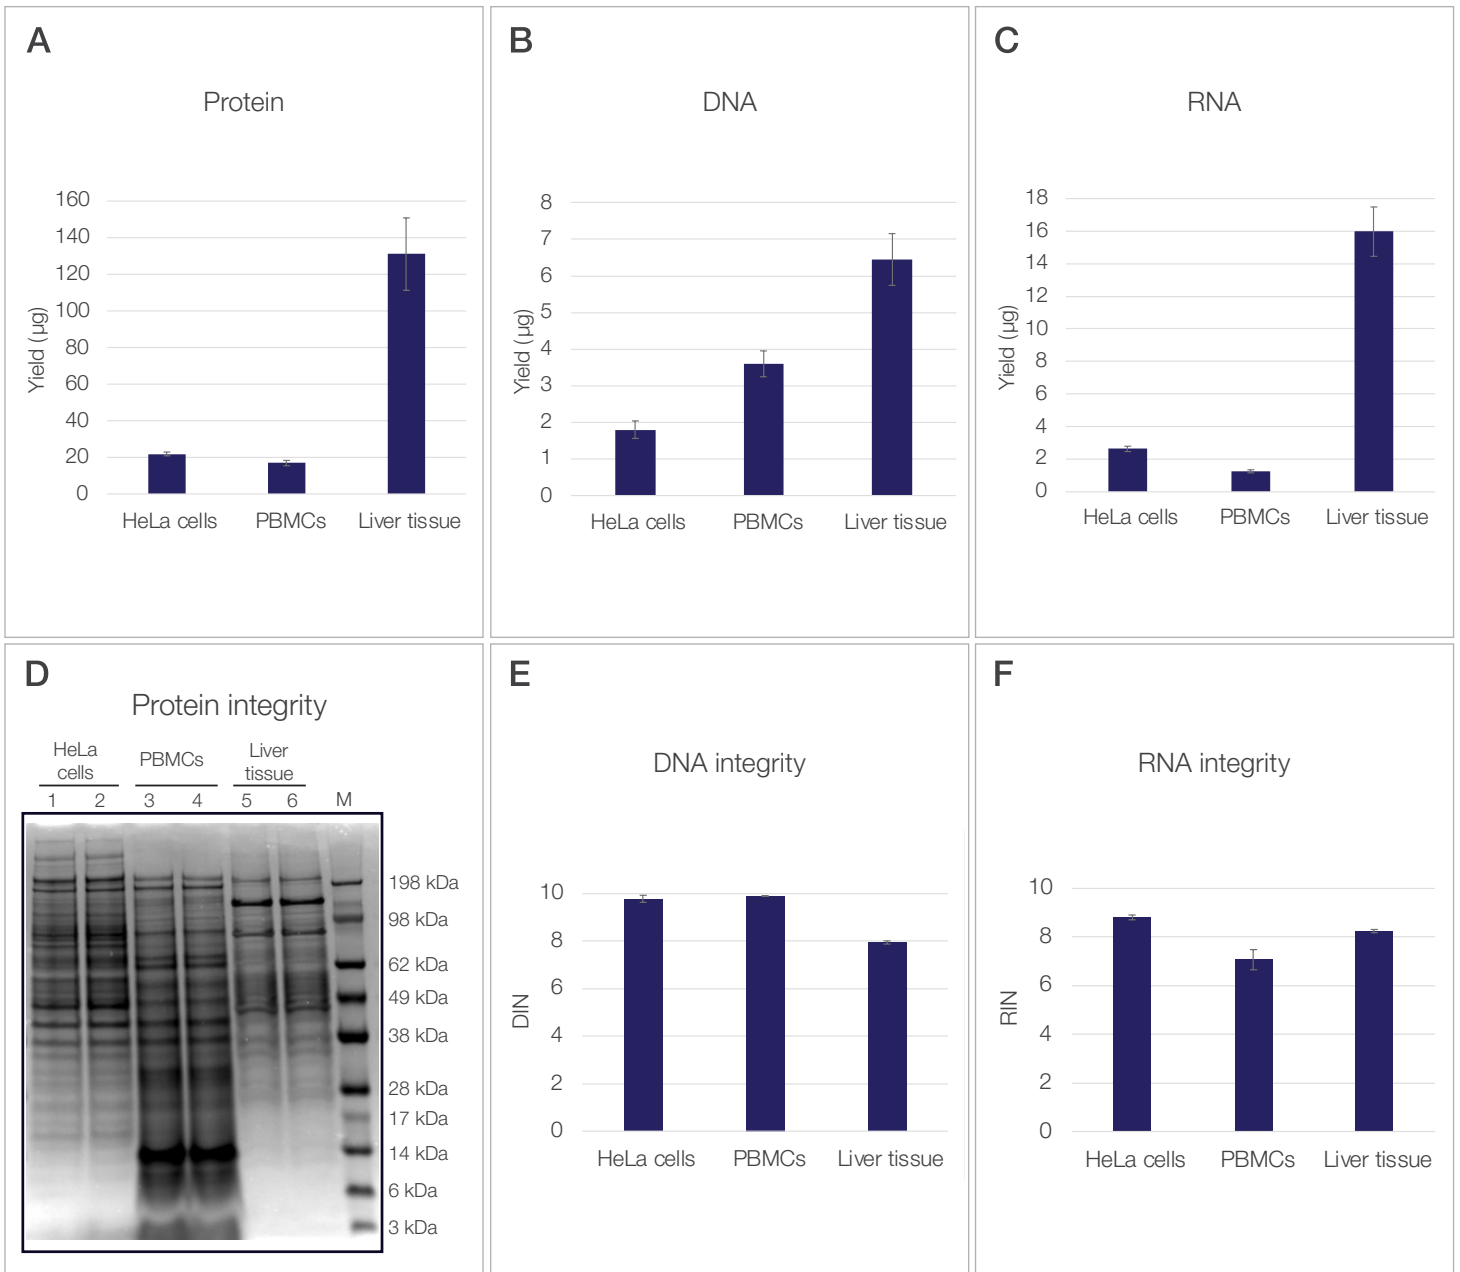 A
Protein
Yield (µg)
160
140
120
100
80
60
40
20
0
HeLa cells PBMCs Liver tissue
B
DNA
Yield (µg)
8
7
6
5
4
3
2
1
0
HeLa cells PBMCs Liver tissue
C
RNA
Yield (µg)
18
16
14
12
10
8
6
4
2
0
HeLa cells PBMCs Liver tissue
D
Protein integrity
HeLa
cells
PBMCs
Liver
tissue
1 2 3 4 5 6 M
198 kDa
98 kDa
62 kDa
49 kDa
38 kDa
28 kDa
17 kDa
14 kDa
6 kDa
3 kDa
E
DNA integrity
DIN
10
8
6
4
2
0
HeLa cells PBMCs Liver tissue
F
RNA integrity
RIN
10
8
6
4
2
0
HeLa cells PBMCs Liver tissue